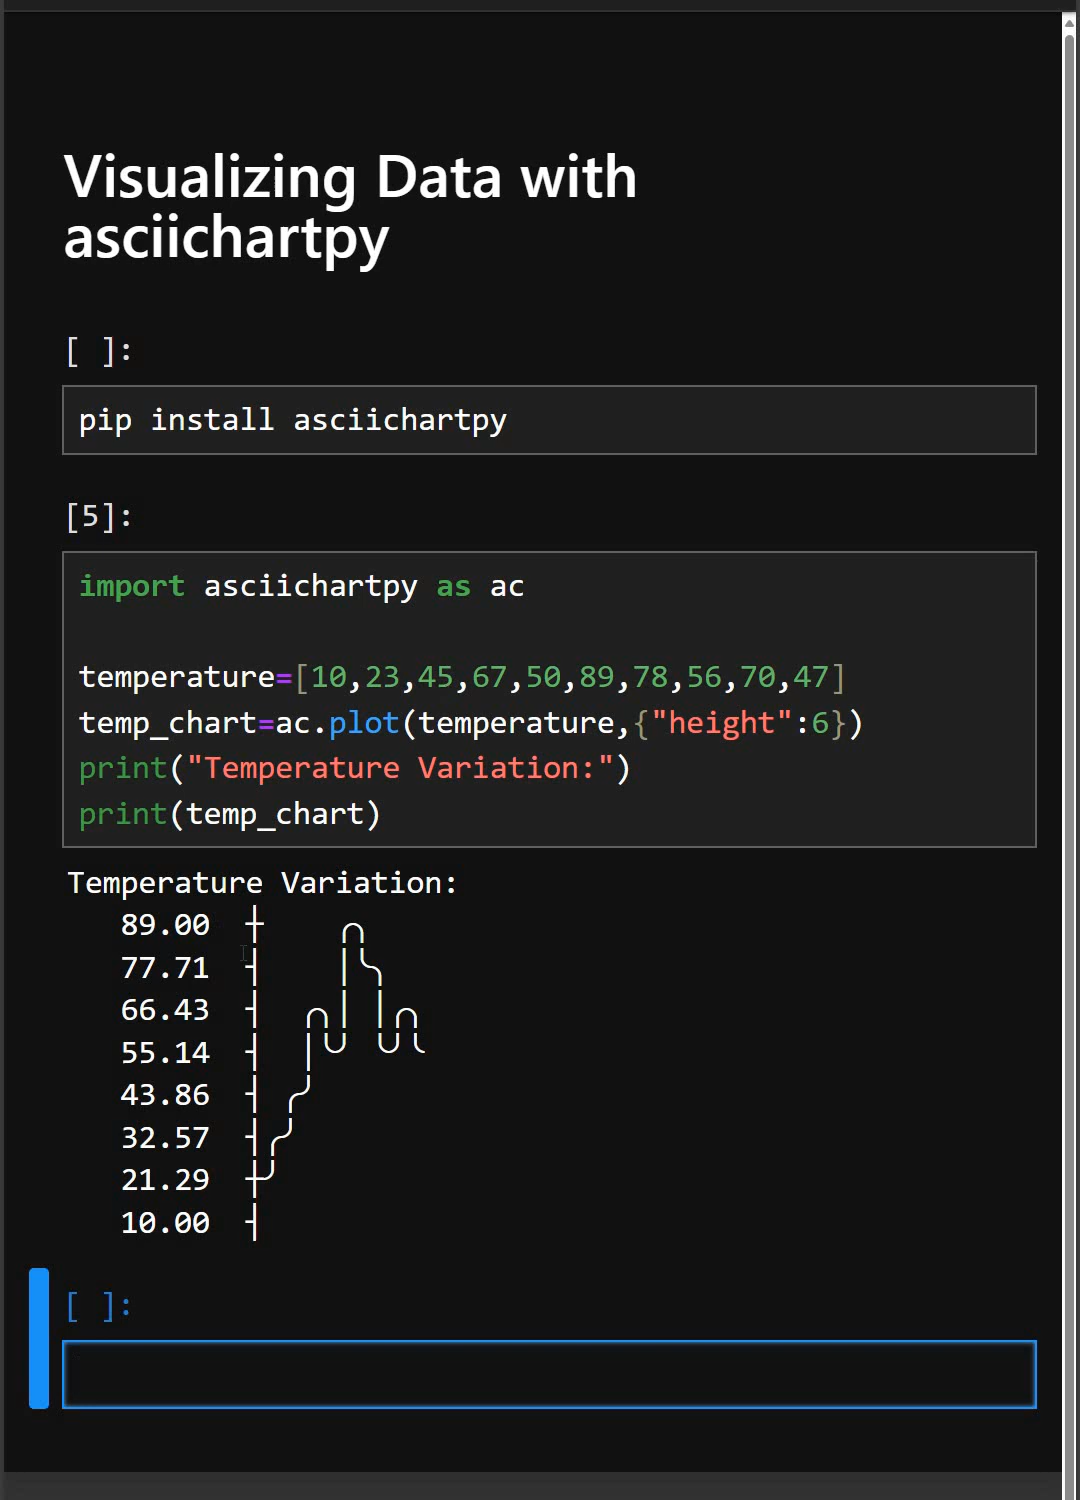 Visualizing Data with
asciichartpy
[ ]:
pip install asciichartpy
[5]:
import asciichartpy as ac
temperature=[10,23,45,67,50,89,78,56,70,47]
temp_chart=ac.plot(temperature,{"height":6})
print("Temperature Variation:")
print(temp_chart)
Temperature Variation:
89.00
77.71
66.43
55.14
43.86
32.57
21.29
10.00
[ ]: